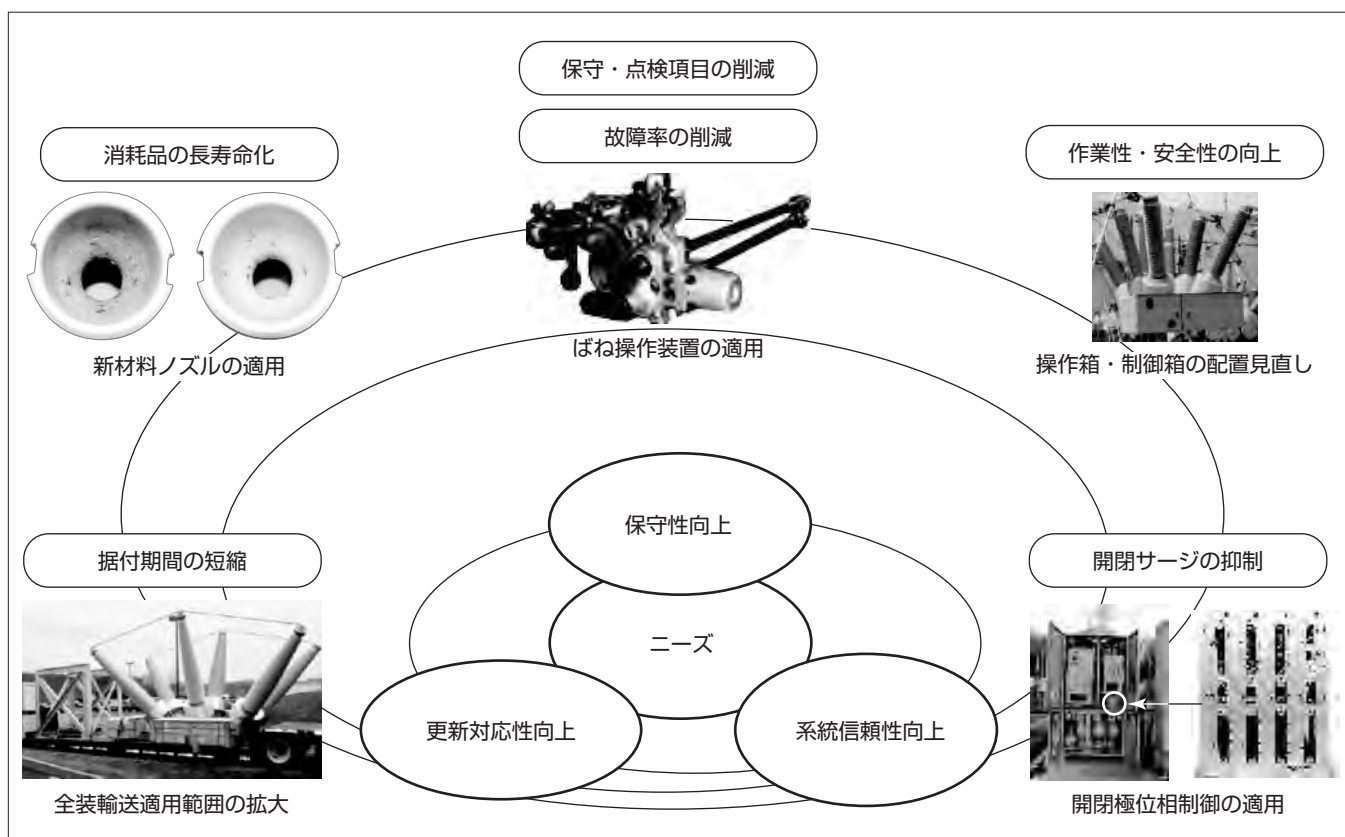 保守・点検項目の削減
故障率の削減
ばね操作装置の適用
消耗品の長寿命化
新材料ノズルの適用
作業性・安全性の向上
操作箱・制御箱の配置見直し
保守性向上
ニーズ
更新対応性向上
系統信頼性向上
据付期間の短縮
全装輸送適用範囲の拡大
開閉サージの抑制
開閉極位相制御の適用